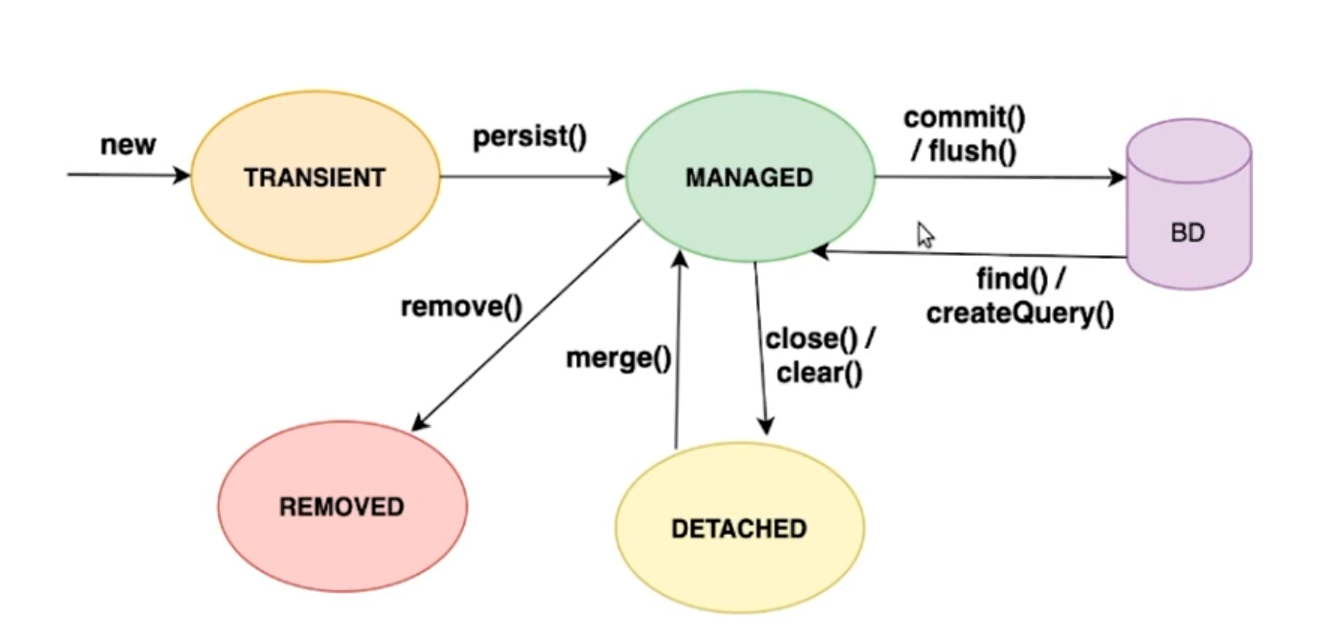 new
TRANSIENT
persist()
MANAGED
commit()
/ flush()
BD
find() /
createQuery()
remove()
merge()
close() /
clear()
REMOVED
DETACHED